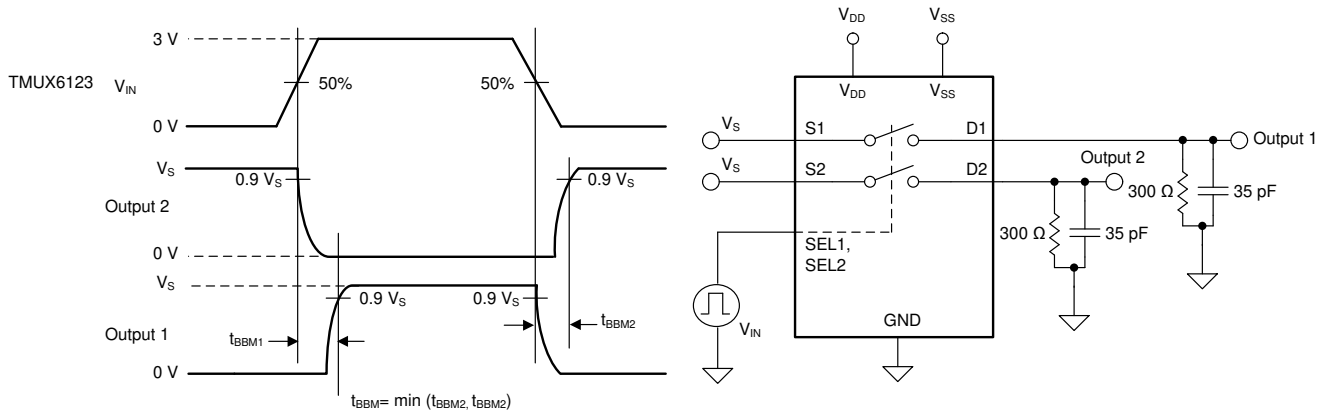 3 V
TMUX6123 V_IN
50%
50%
0 V
V_S
0.9 V_S
0.9 V_S
Output 2
0 V
V_S
0.9 V_S
0.9 V_S
t_BBM2
Output 1
t_BBM1
0 V
t_BBM= min (t_BBM2, t_BBM2)
V_DD
V_SS
V_DD
V_SS
V_S
S1
D1
Output 1
V_S
S2
D2
Output 2
300 Ω
35 pF
300 Ω
35 pF
SEL1,
SEL2
V_IN
GND